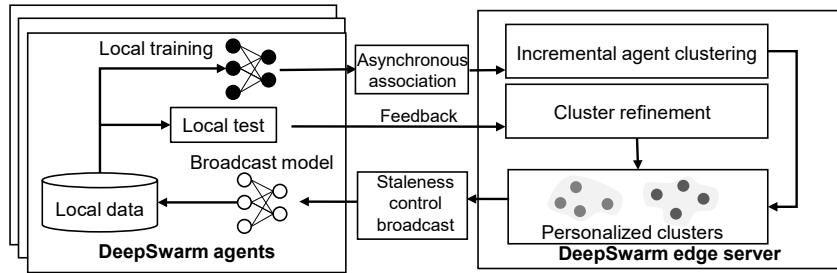 Local training
Asynchronous
association
Incremental agent clustering
Local test
Feedback
Cluster refinement
Broadcast model
Local data
Staleness
control
broadcast
Personalized clusters
DeepSwarm agents
DeepSwarm edge server